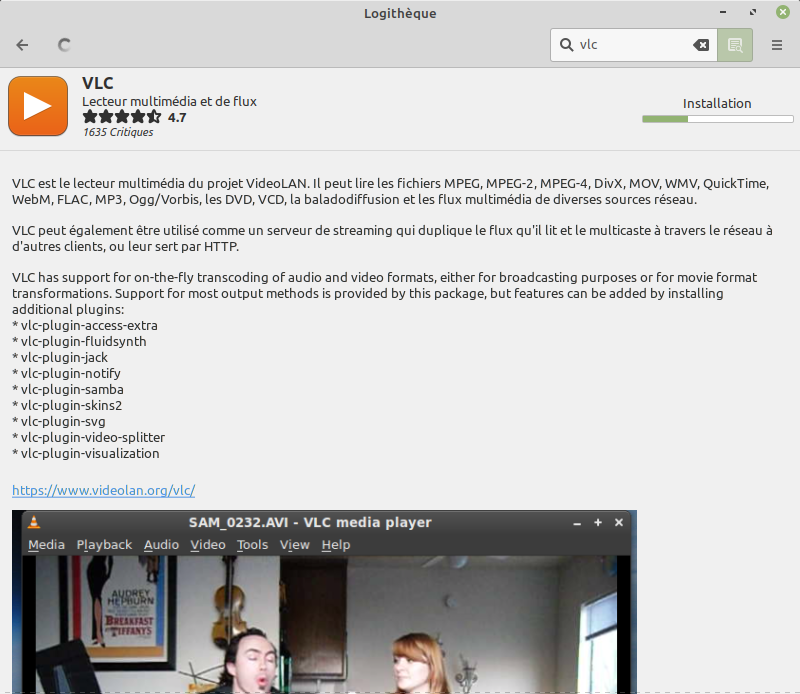 Logithèque
vlc
VLC
Lecteur multimédia et de flux
4.7
1635 Critiques
Installation
VLC est le lecteur multimédia du projet VideoLAN. Il peut lire les fichiers MPEG, MPEG-2, MPEG-4, DivX, MOV, WMV, QuickTime,
WebM, FLAC, MP3, Ogg/Vorbis, les DVD, VCD, la baladodiffusion et les flux multimédia de diverses sources réseau.
VLC peut également être utilisé comme un serveur de streaming qui duplique le flux qu'il lit et le multicaste à travers le réseau à
d'autres clients, ou leur sert par HTTP.
VLC has support for on-the-fly transcoding of audio and video formats, either for broadcasting purposes or for movie format
transformations. Support for most output methods is provided by this package, but features can be added by installing
additional plugins:
* vlc-plugin-access-extra
* vlc-plugin-fluidsynth
* vlc-plugin-jack
* vlc-plugin-notify
* vlc-plugin-samba
* vlc-plugin-skins2
* vlc-plugin-svg
* vlc-plugin-video-splitter
* vlc-plugin-visualization
https://www.videolan.org/vlc/
SAM_0232.AVI - VLC media player
Media Playback Audio Video Tools View Help
AUDREY
HEPBURN
BREAKFAST
TIFFANY'S